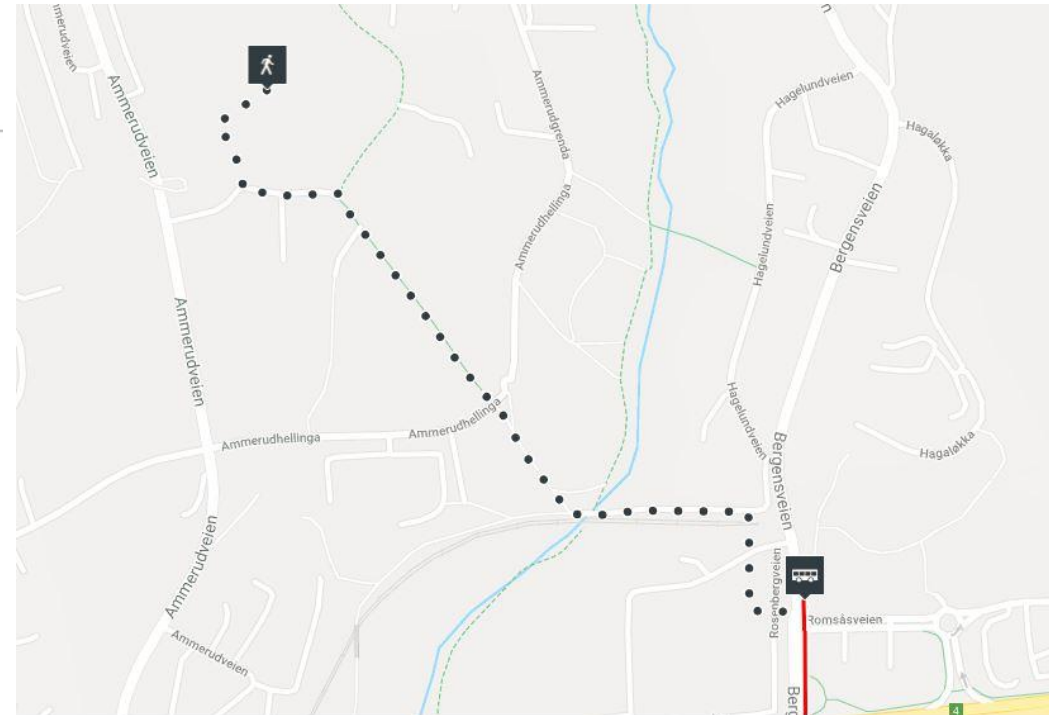 Ammerudveien
Ammerudveien
Ammerudgrenda
Hagelundveien
Hagaløkka
Ammerudhellinga
Hagelundveien
Bergensveien
Ammerudveien
Hagelundveien
Ammerudhellinga
Ammerudhellinga
Bergensveien
Hagaløkka
Ammerudveien
Rosenbergveien
Romsåsveien
Ammerudveien
Berg
4